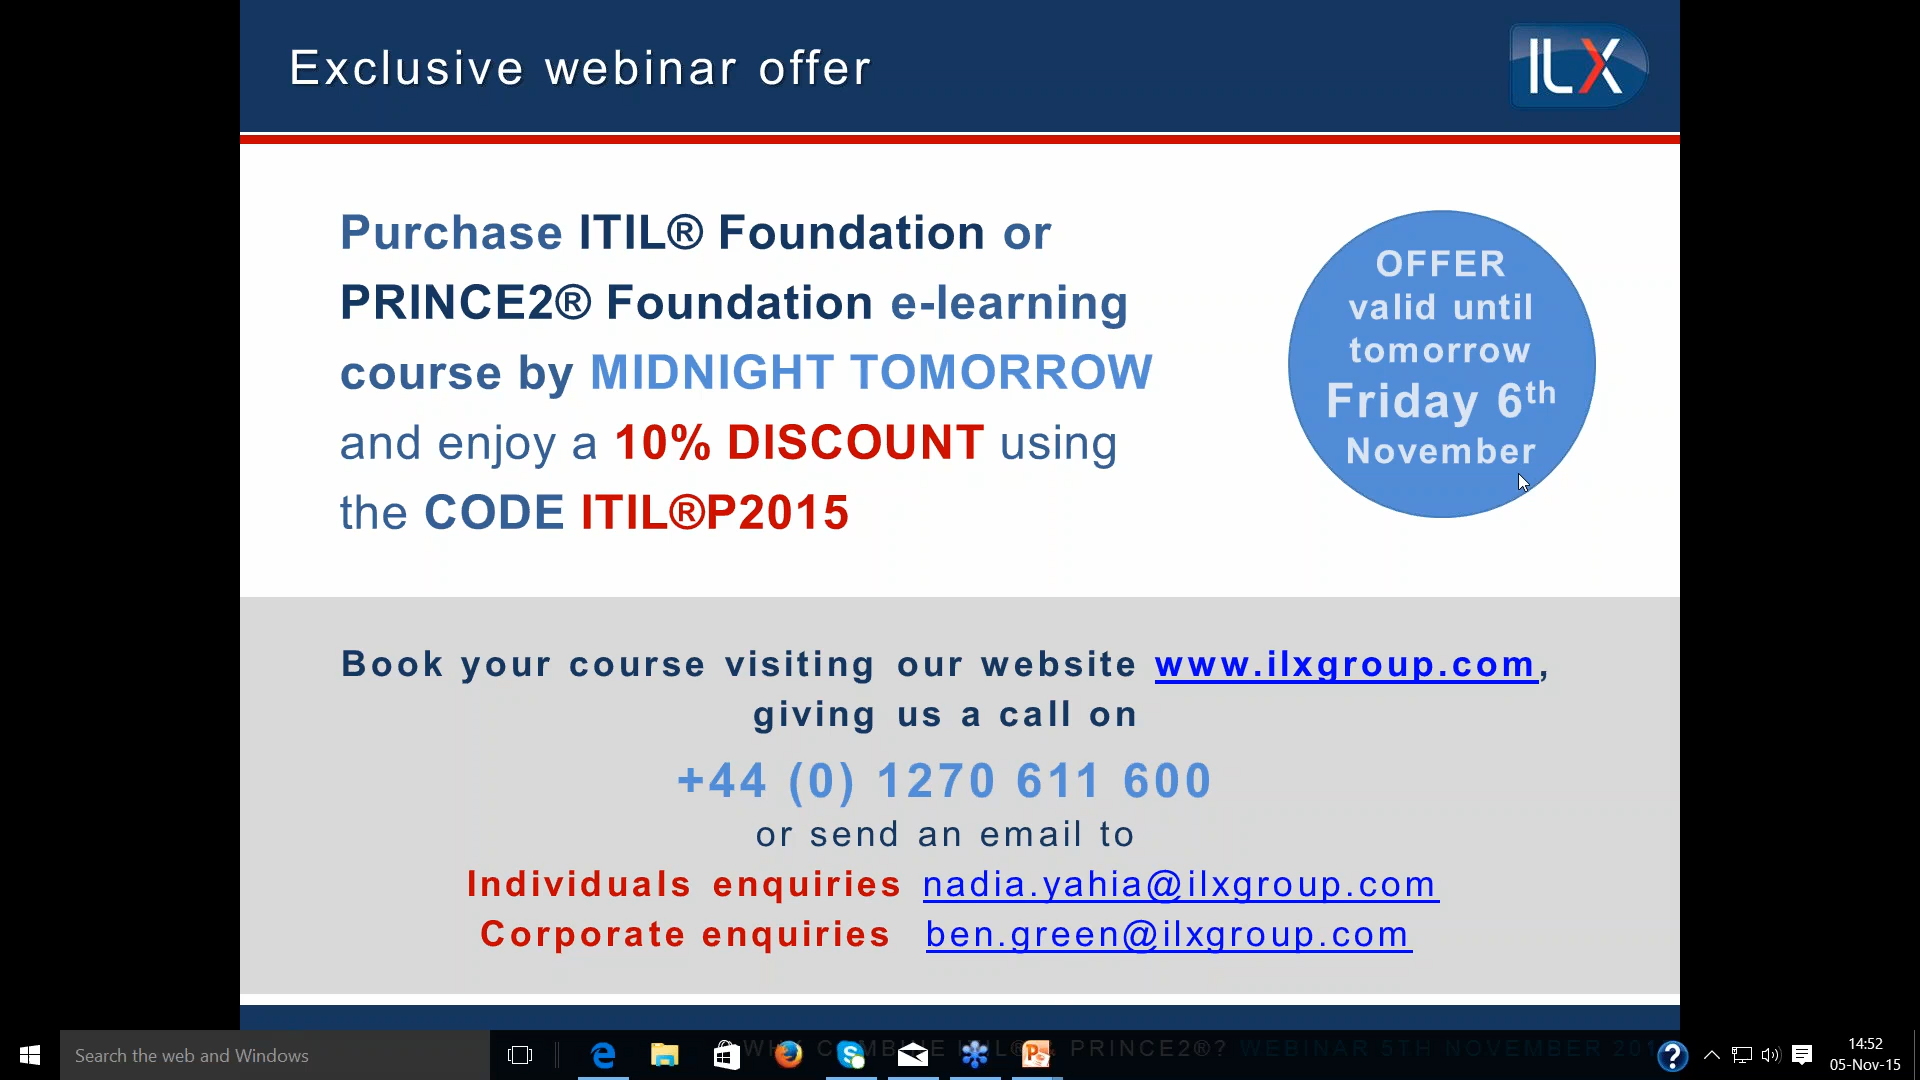 Exclusive webinar offer
ILX
Purchase ITIL® Foundation or
PRINCE2® Foundation e-learning
course by MIDNIGHT TOMORROW
and enjoy a 10% DISCOUNT using
the CODE ITIL®P2015
OFFER
valid until
tomorrow
Friday 6th
November
Book your course visiting our website www.ilxgroup.com,
giving us a call on
+44 (0) 1270 611 600
or send an email to
Individuals enquiries nadia.yahia@ilxgroup.com
Corporate enquiries ben.green@ilxgroup.com
Search the web and Windows
PRINCE2®? WEBINAR 5TH NOVEMBER
14:52
05-Nov-15